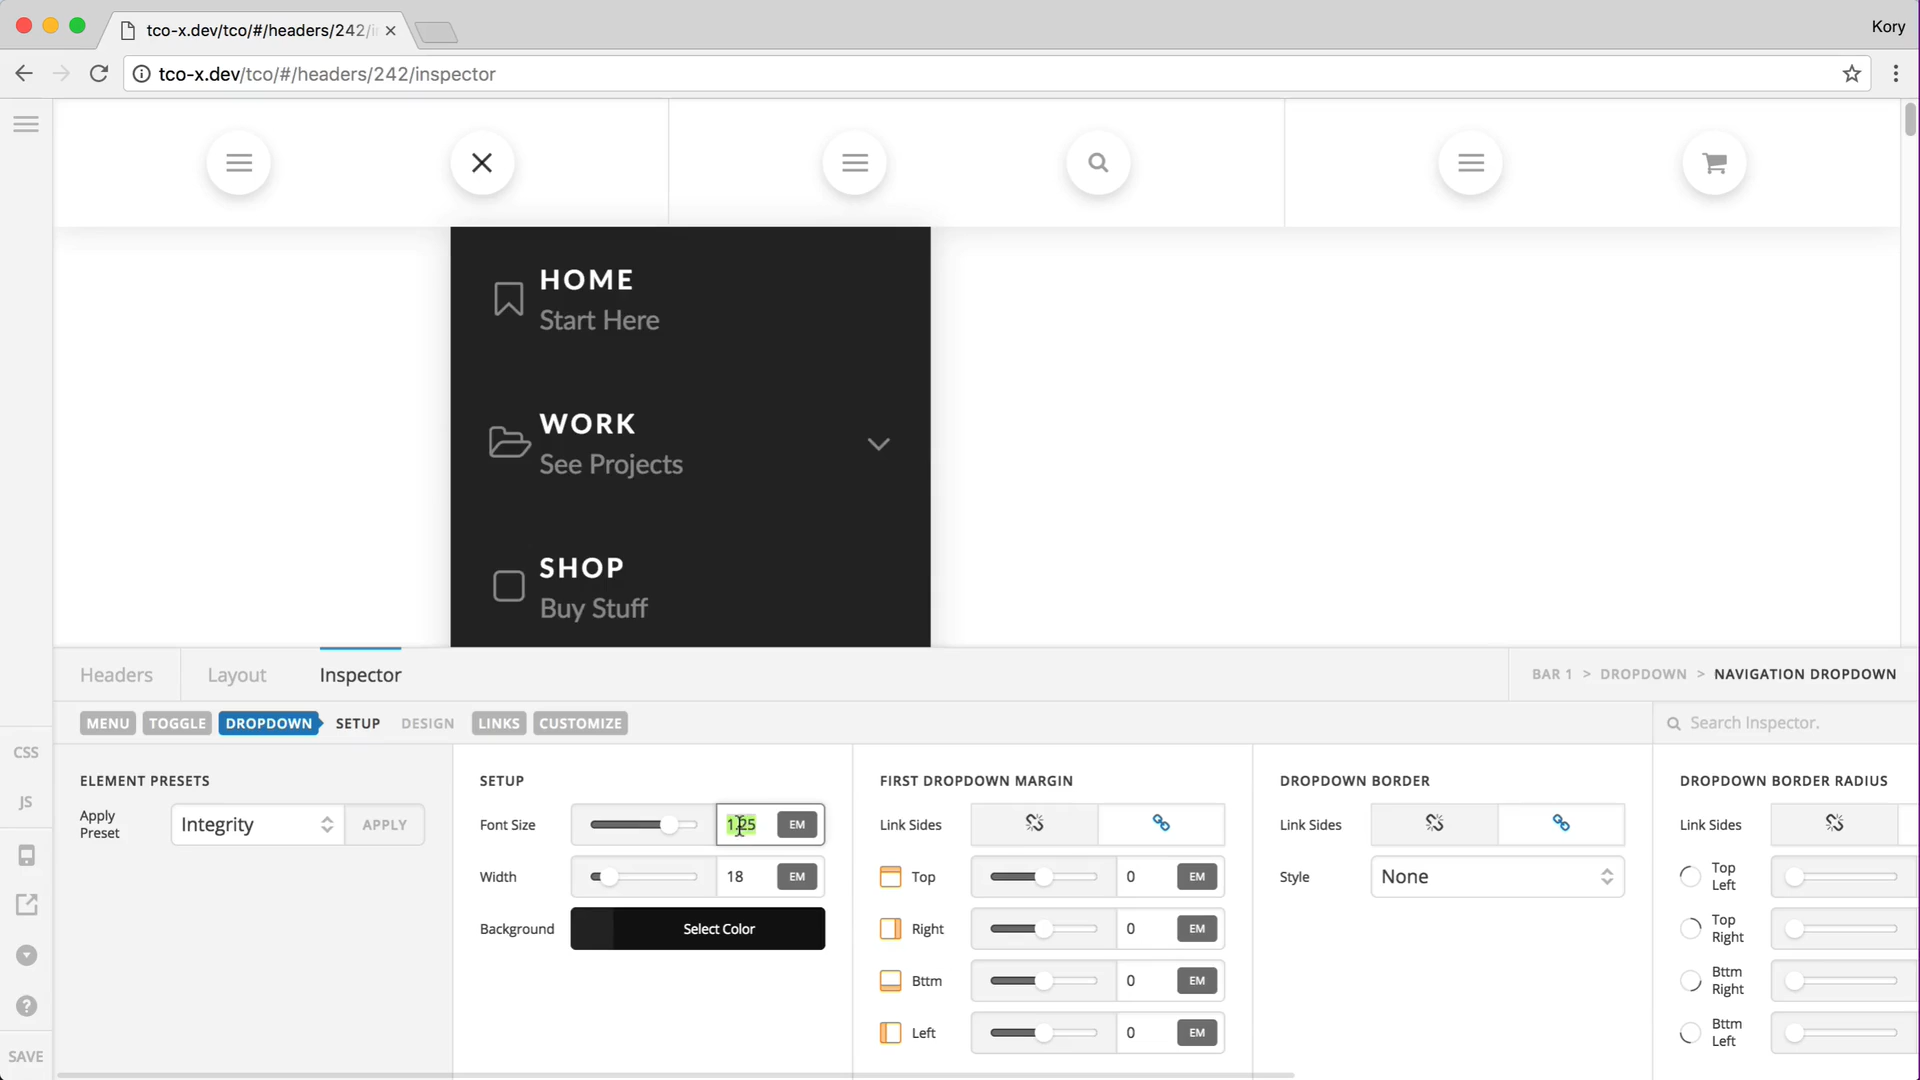 tco-x.dev/tco/#/headers/242/i
Kory
tco-x.dev/tco/#/headers/242/inspector
HOME
Start Here
WORK
See Projects
SHOP
Buy Stuff
Headers
Layout
Inspector
BAR 1 > DROPDOWN > NAVIGATION DROPDOWN
MENU
TOGGLE
DROPDOWN
SETUP
DESIGN
LINKS
CUSTOMIZE
Search Inspector.
CSS
JS
SAVE
ELEMENT PRESETS
Apply
Preset
Integrity
APPLY
SETUP
Font Size
1.25
EM
Width
18
EM
Background
Select Color
FIRST DROPDOWN MARGIN
Link Sides
Top
0
EM
Right
0
EM
Bttm
0
EM
Left
0
EM
DROPDOWN BORDER
Link Sides
Style
None
DROPDOWN BORDER RADIUS
Link Sides
Top
Left
Top
Right
Bttm
Right
Bttm
Left